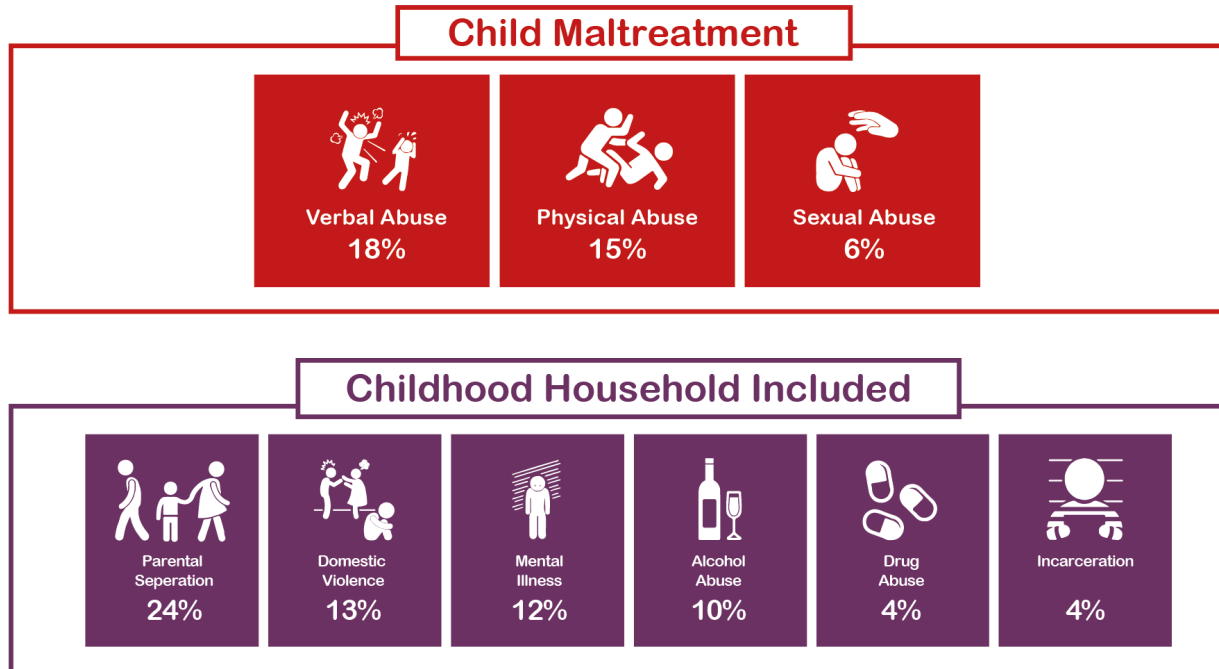 Child Maltreatment
Verbal Abuse
18%
Physical Abuse
15%
Sexual Abuse
6%
Childhood Household Included
Parental
Seperation
24%
Domestic
Violence
13%
Mental
Illness
12%
Alcohol
Abuse
10%
Drug
Abuse
4%
Incarceration
4%